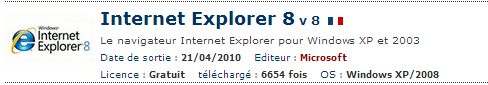 Windows
Internet
Explorer 8
Internet Explorer 8 v 8
Le navigateur Internet Explorer pour Windows XP et 2003
Date de sortie : 21/04/2010 Editeur : Microsoft
Licence : Gratuit téléchargé : 6654 fois OS : Windows XP/2008